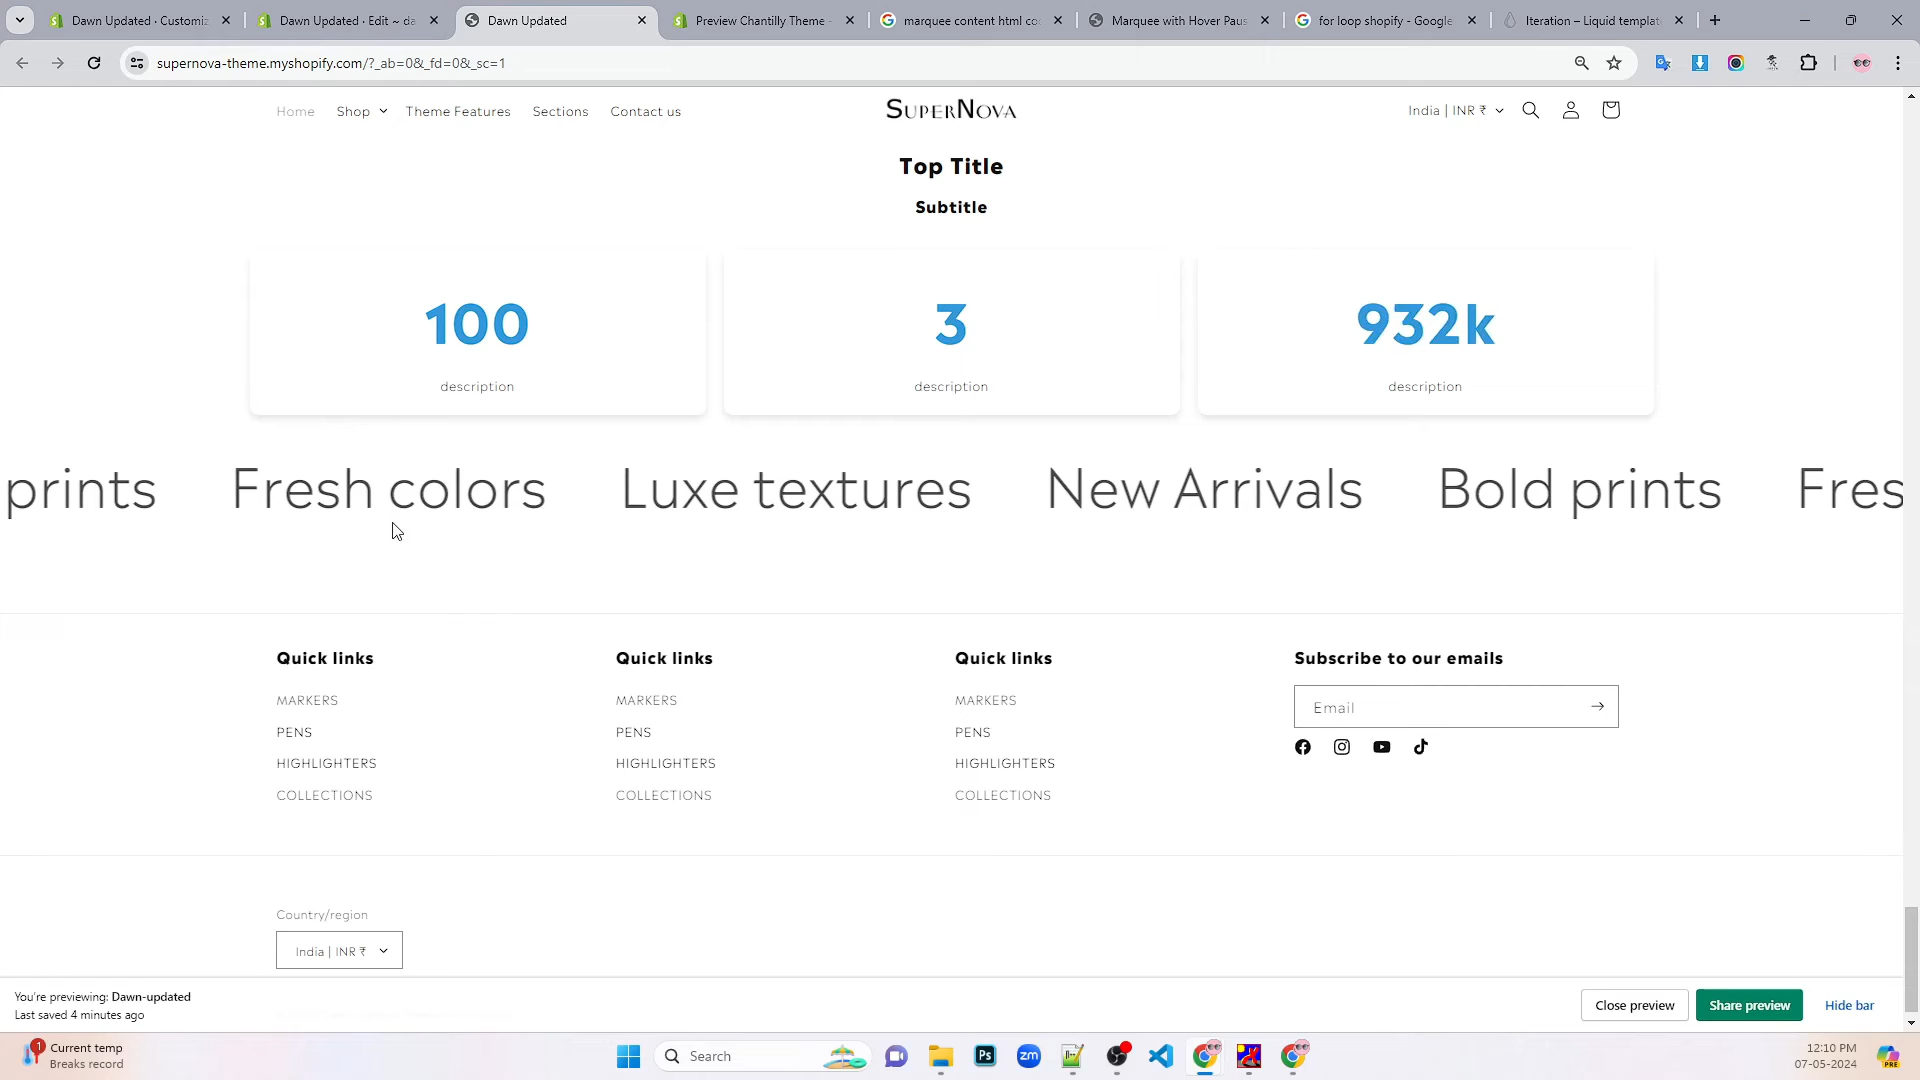 Dawn Updated · Customiz
Dawn Updated · Edit ~ da
Dawn Updated
Preview Chantilly Theme -
marquee content html co
Marquee with Hover Paus
for loop shopify - Google
Iteration – Liquid templat
supernova-theme.myshopify.com/?_ab=0&_fd=0&_sc=1
Home
Shop
Theme Features
Sections
Contact us
SUPERNOVA
India | INR ₹
Top Title
Subtitle
100
3
932k
description
description
description
prints Fresh colors Luxe textures New Arrivals Bold prints Fres
Quick links
MARKERS
PENS
HIGHLIGHTERS
COLLECTIONS
Quick links
MARKERS
PENS
HIGHLIGHTERS
COLLECTIONS
Quick links
MARKERS
PENS
HIGHLIGHTERS
COLLECTIONS
Subscribe to our emails
Email
Country/region
India | INR ₹
You're previewing: Dawn-updated
Last saved 4 minutes ago
Close preview
Share preview
Hide bar
1
Current temp
Breaks record
Search
Ps
zm
12:10 PM
07-05-2024
PRE